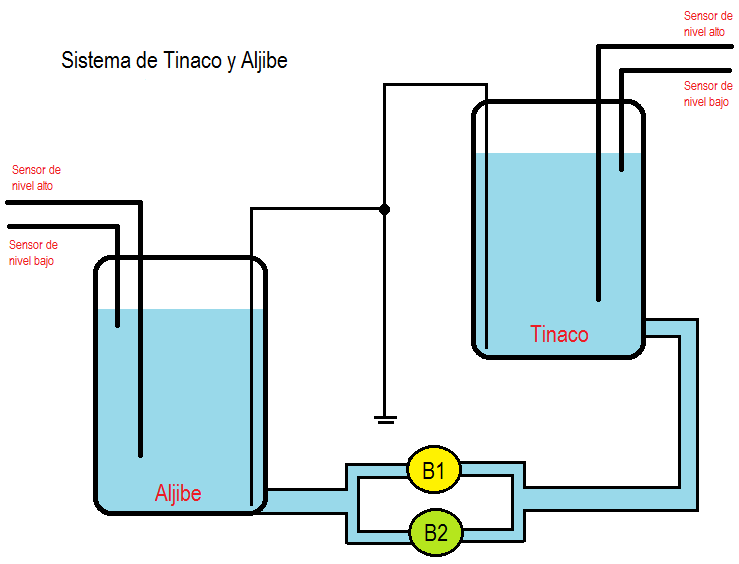 Sensor de
nivel alto
Sistema de Tinaco y Aljibe
Sensor de
nivel bajo
Sensor de
nivel alto
Sensor de
nivel bajo
Tinaco
B1
Aljibe
B2